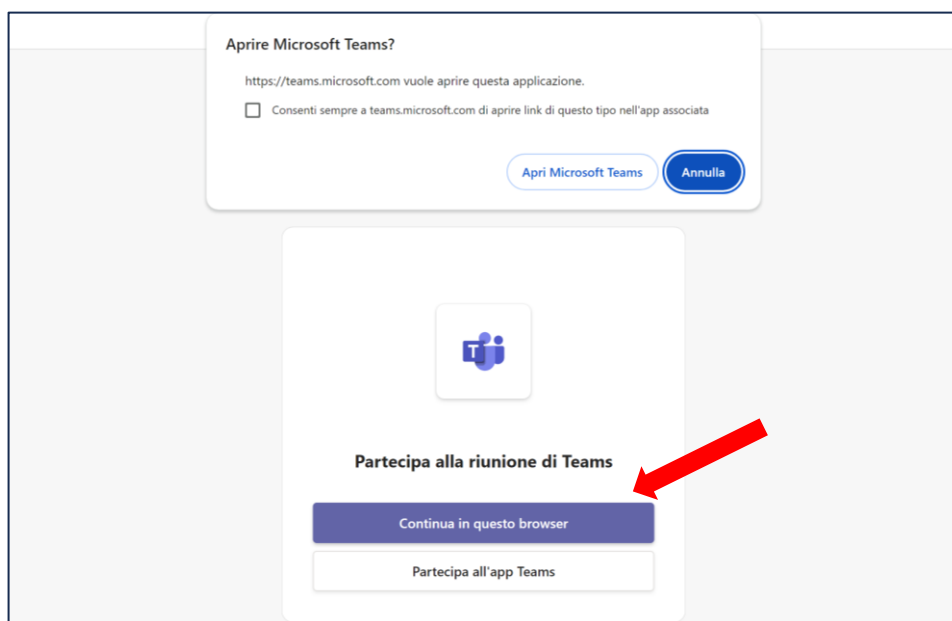 Aprire Microsoft Teams?
https://teams.microsoft.com vuole aprire questa applicazione.
Consenti sempre a teams.microsoft.com di aprire link di questo tipo nell'app associata
Apri Microsoft Teams Annulla
T
Partecipa alla riunione di Teams
Continua in questo browser
Partecipa all'app Teams